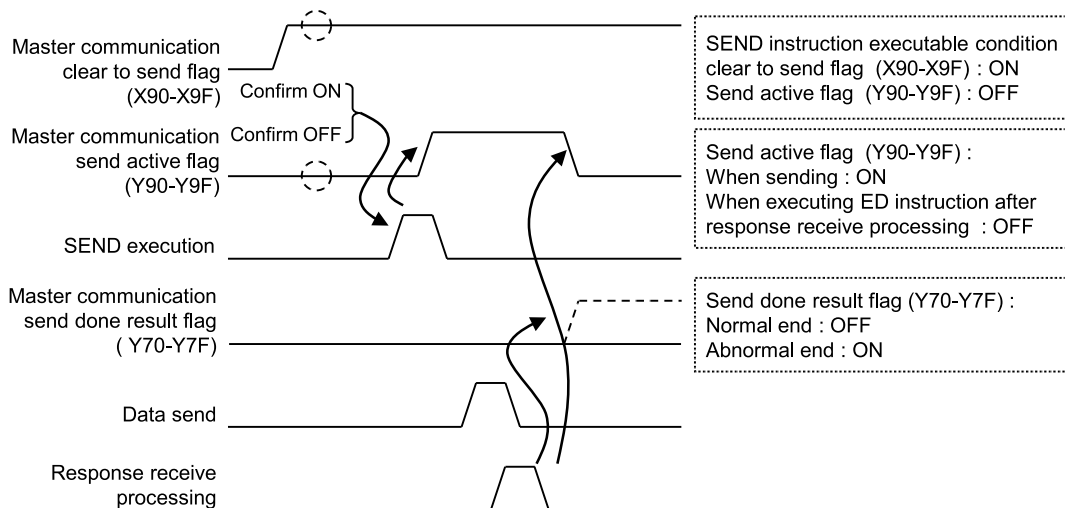 Master communication
clear to send flag
(X90-X9F)
Confirm ON
Confirm OFF
Master communication
send active flag
(Y90-Y9F)
SEND execution
Master communication
send done result flag
( Y70-Y7F)
Data send
Response receive
processing
SEND instruction executable condition
clear to send flag (X90-X9F) : ON
Send active flag (Y90-Y9F) : OFF
Send active flag (Y90-Y9F) :
When sending : ON
When executing ED instruction after
response receive processing : OFF
Send done result flag (Y70-Y7F) :
Normal end : OFF
Abnormal end : ON